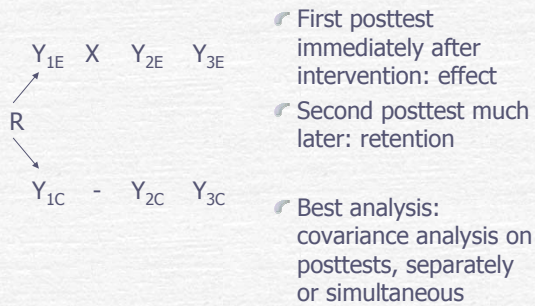 Y1E X Y2E Y3E
R
Y1C - Y2C Y3C
First posttest
immediately after
intervention: effect
Second posttest much
later: retention
Best analysis:
covariance analysis on
posttests, separately
or simultaneous